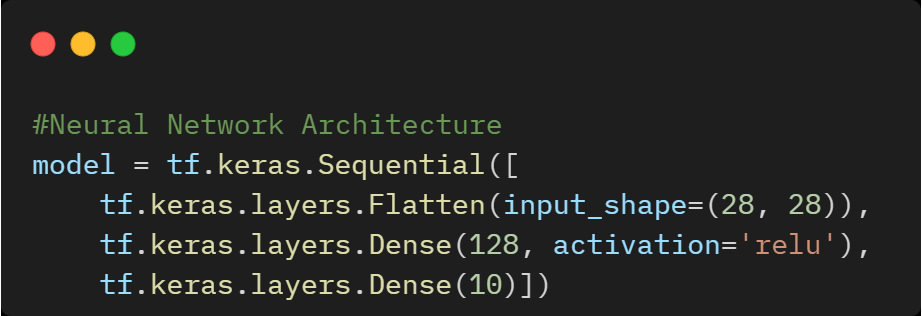 #Neural Network Architecture
model = tf.keras.Sequential([
    tf.keras.layers.Flatten(input_shape=(28, 28)),
    tf.keras.layers.Dense(128, activation='relu'),
    tf.keras.layers.Dense(10)])